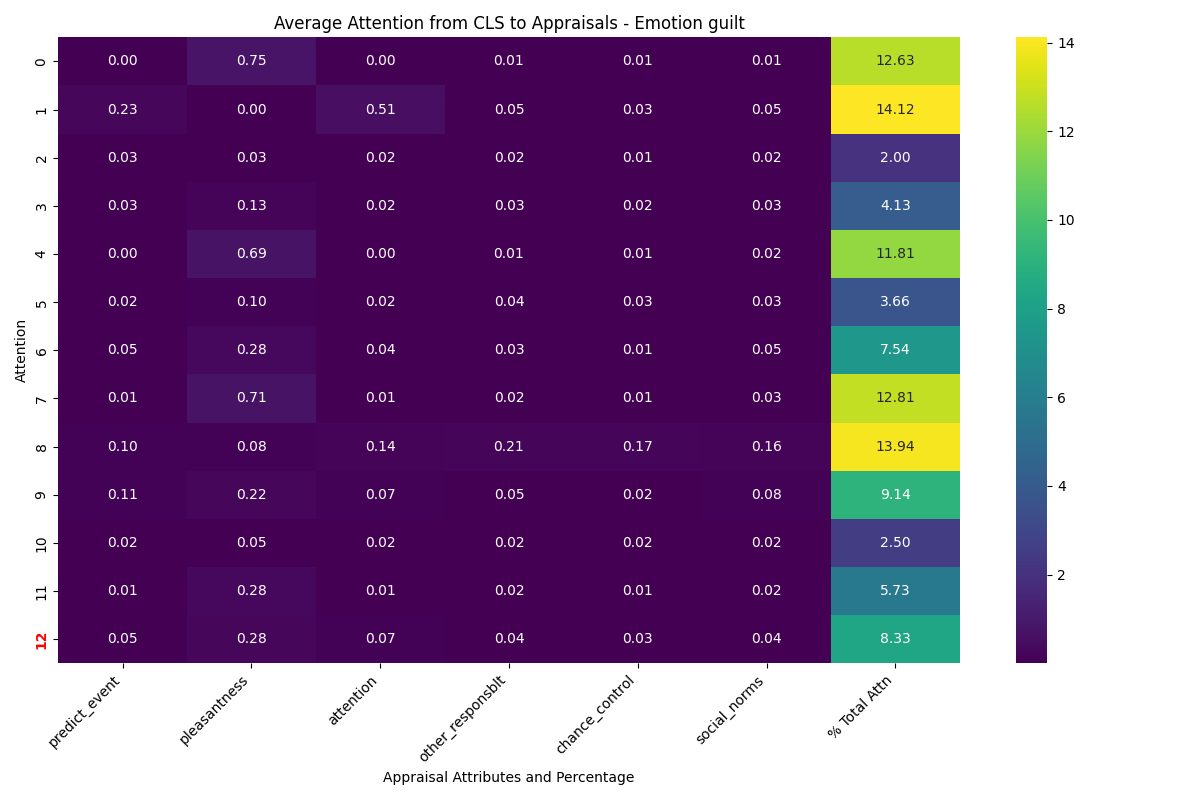 Average Attention from CLS to Appraisals - Emotion guilt
Attention
0 0.00 0.75 0.00 0.01 0.01 0.01 12.63
1 0.23 0.00 0.51 0.05 0.03 0.05 14.12
2 0.03 0.03 0.02 0.02 0.01 0.02 2.00
3 0.03 0.13 0.02 0.03 0.02 0.03 4.13
4 0.00 0.69 0.00 0.01 0.01 0.02 11.81
5 0.02 0.10 0.02 0.04 0.03 0.03 3.66
6 0.05 0.28 0.04 0.03 0.01 0.05 7.54
7 0.01 0.71 0.01 0.02 0.01 0.03 12.81
8 0.10 0.08 0.14 0.21 0.17 0.16 13.94
9 0.11 0.22 0.07 0.05 0.02 0.08 9.14
10 0.02 0.05 0.02 0.02 0.02 0.02 2.50
11 0.01 0.28 0.01 0.02 0.01 0.02 5.73
12 0.05 0.28 0.07 0.04 0.03 0.04 8.33
predict_event pleasantness attention other_responsblt chance_control social_norms % Total Attn
Appraisal Attributes and Percentage
14
12
10
8
6
4
2